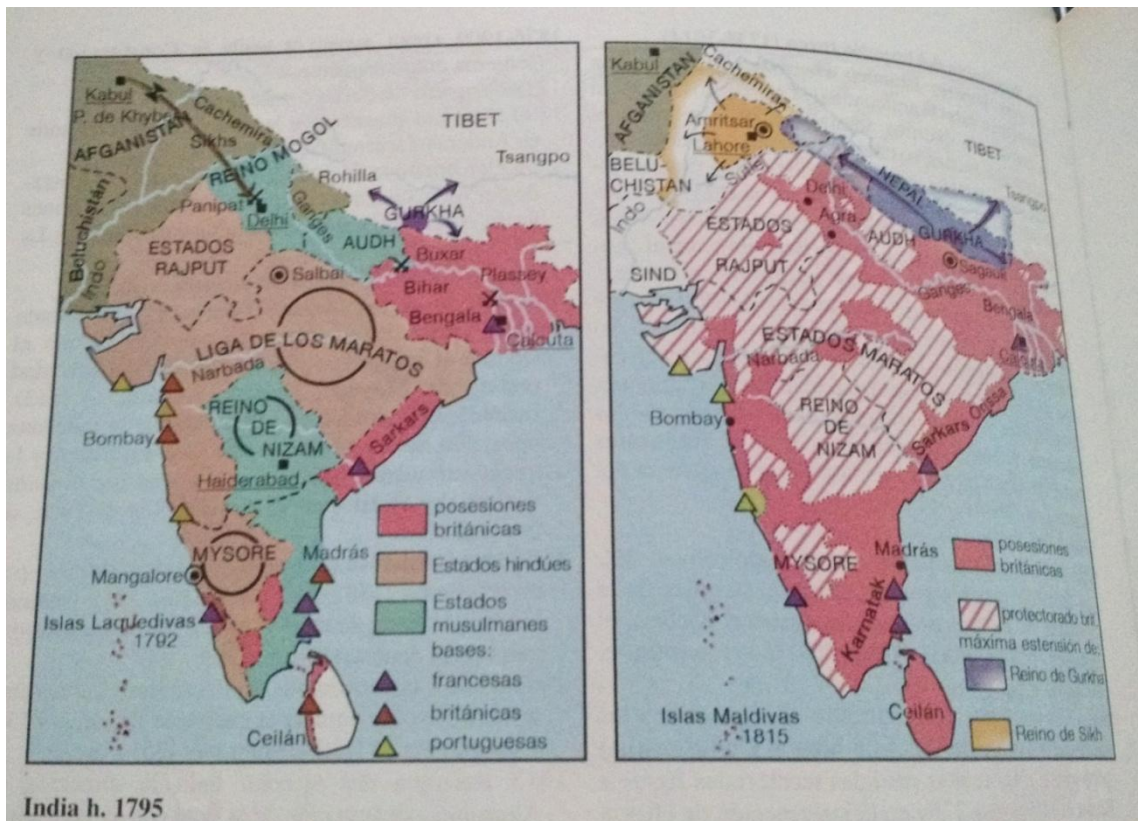 Kabul
P. de Khyber
AFGANISTAN
Cachemira
Sikhs
REINO MOGOL
TIBET
Tsangpo
Rohilla
Beluchistán
Indo
Panipat
Delhi
Ganges
GURKHA
AUDH
ESTADOS
RAJPUT
Salbai
Buxar
Bihar
Plassey
Bengala
Calcuta
LIGA DE LOS MARATOS
Narbada
REINO
DE
NIZAM
Bombay
Haiderabad
Sarkars
MYSORE
Mangalore
Madrás
Islas Laquedivas
1792
Ceilán
posesiones
británicas
Estados hindúes
Estados
musulmanes
bases:
francesas
británicas
portuguesas
Kabul
AFGANISTAN
Cachemira
Amritsar
Lahore
BELU-
CHISTAN
Sutlej
Indo
TIBET
Tsangpo
NEPAL
GURKHA
Delhi
Agra
AUDH
ESTADOS
RAJPUT
SIND
Sagauli
Ganges
Bengala
Calcuta
ESTADOS MARATOS
Narbada
REINO
DE
NIZAM
Bombay
Sarkars Orissa
MYSORE
Madrás
Karnatak
Islas Maldivas
1815
Ceilán
posesiones
británicas
protectorado brit.
máxima estensión de:
Reino de Gurkha
Reino de Sikh
India h. 1795